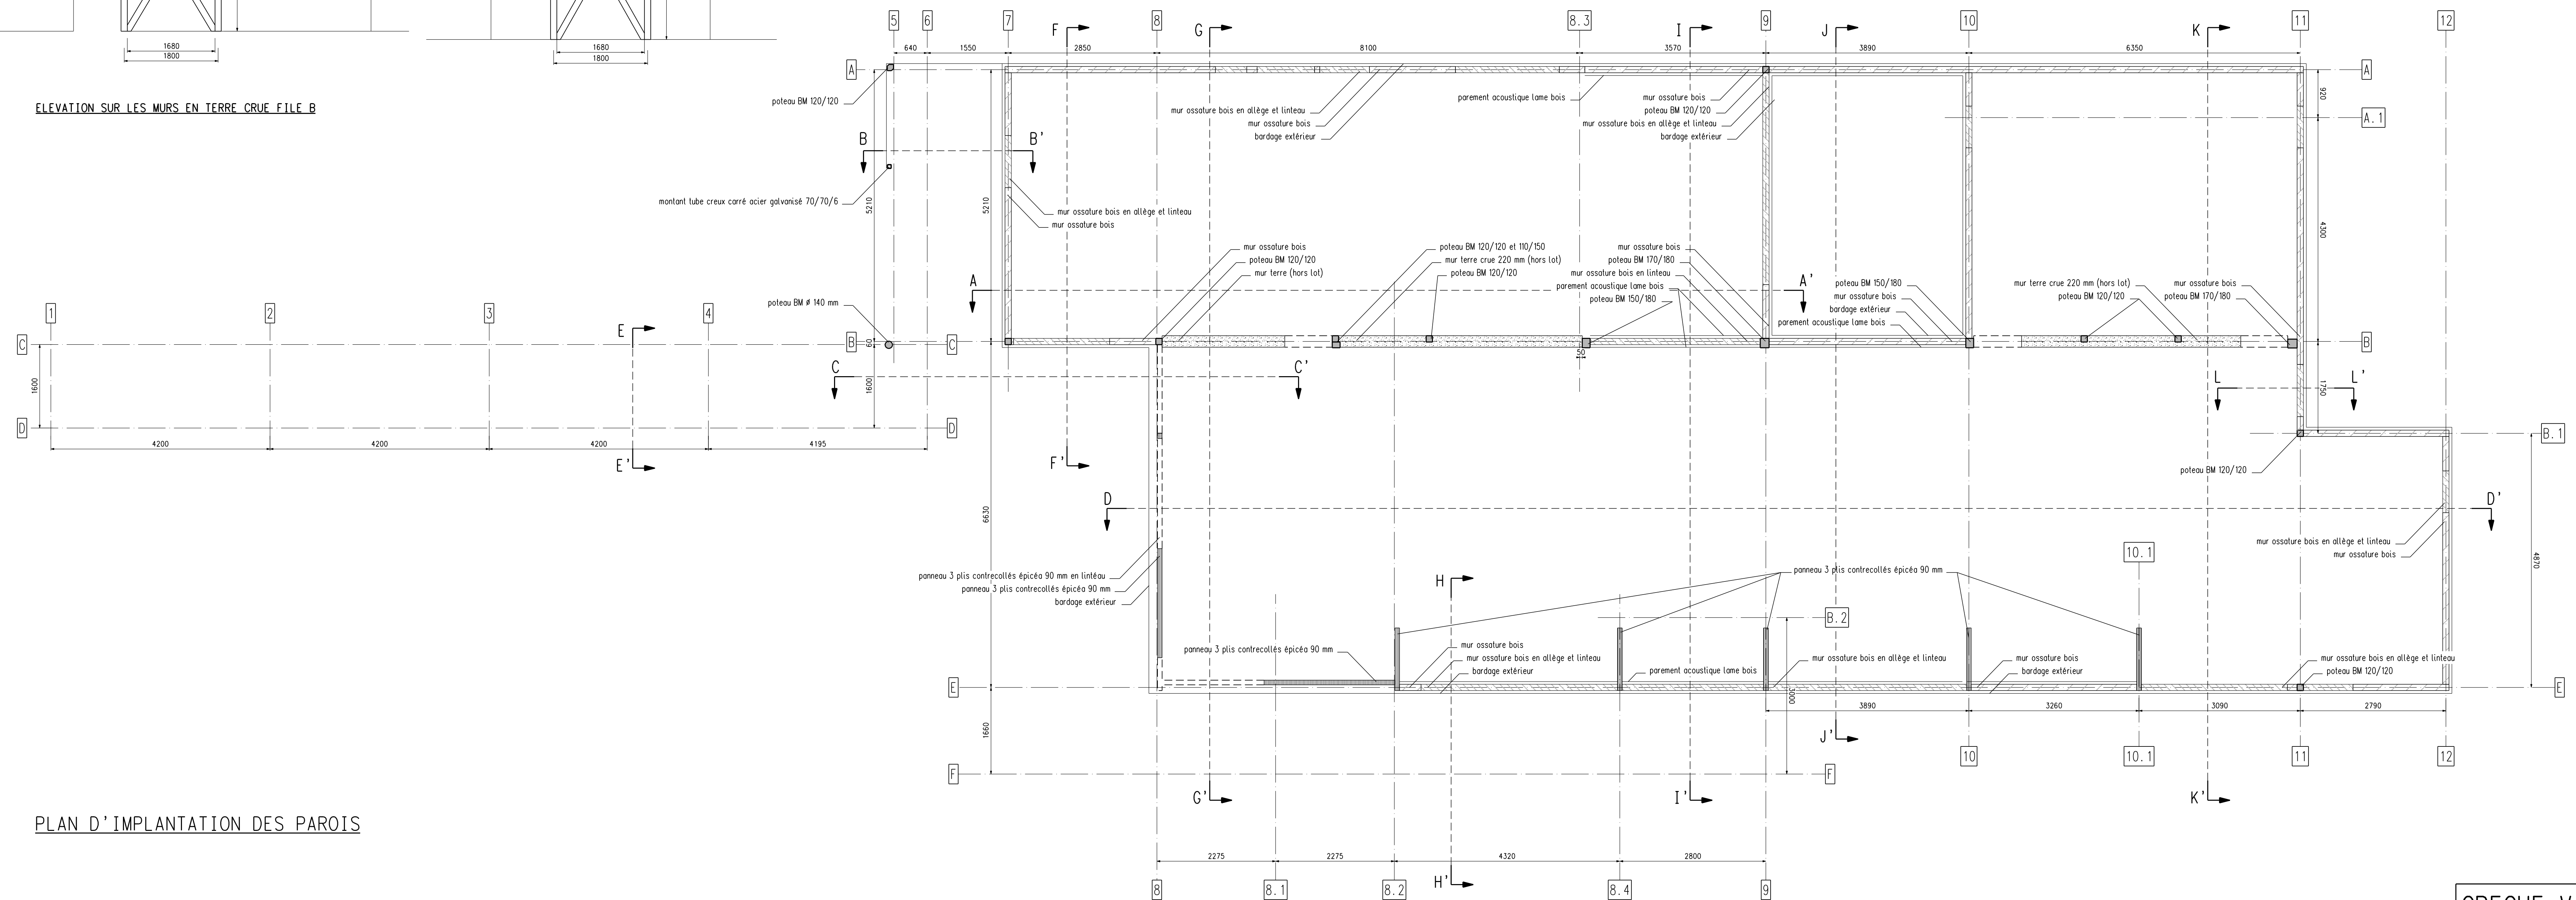 5
6
7
F
8
G
8.3
I
9
J
10
K
11
12
1680
1800
1680
1800
640
1550
2850
8100
3570
3890
6350
A
A
poteau BM 120/120
ELEVATION SUR LES MURS EN TERRE CRUE FILE B
parement acoustique lame bois
mur ossature bois
mur ossature bois en allège et linteau
poteau BM 120/120
mur ossature bois
mur ossature bois en allège et linteau
bardage extérieur
bardage extérieur
920
A.1
B
B'
montant tube creux carré acier galvanisé 70/70/6
5210
5210
mur ossature bois en allège et linteau
mur ossature bois
4300
mur ossature bois
poteau BM 120/120
mur terre (hors lot)
poteau BM 120/120 et 110/150
mur terre crue 220 mm (hors lot)
poteau BM 120/120
mur ossature bois
poteau BM 170/180
mur ossature bois en linteau
parement acoustique lame bois
poteau BM 150/180
A
A'
poteau BM 150/180
mur ossature bois
bardage extérieur
parement acoustique lame bois
mur terre crue 220 mm (hors lot)
poteau BM 120/120
mur ossature bois
poteau BM 170/180
poteau BM ø 140 mm
1
2
3
E
4
C
B
60
C
B
50
C
C'
L
L'
1600
1600
1750
D
D
4200
4200
4200
4195
E'
F'
B.1
poteau BM 120/120
D
D'
6630
mur ossature bois en allège et linteau
mur ossature bois
4870
10.1
panneau 3 plis contrecollés épicéa 90 mm en lintéau
panneau 3 plis contrecollés épicéa 90 mm
bardage extérieur
H
panneau 3 plis contrecollés épicéa 90 mm
B.2
panneau 3 plis contrecollés épicéa 90 mm
mur ossature bois
mur ossature bois en allège et linteau
bardage extérieur
parement acoustique lame bois
mur ossature bois en allège et linteau
mur ossature bois
bardage extérieur
mur ossature bois en allège et linteau
poteau BM 120/120
E
E
3000
3890
3260
3090
2790
1660
J'
10
10.1
11
12
F
F
G'
I'
K'
PLAN D'IMPLANTATION DES PAROIS
2275
2275
4320
2800
8
8.1
8.2
H'
8.4
9